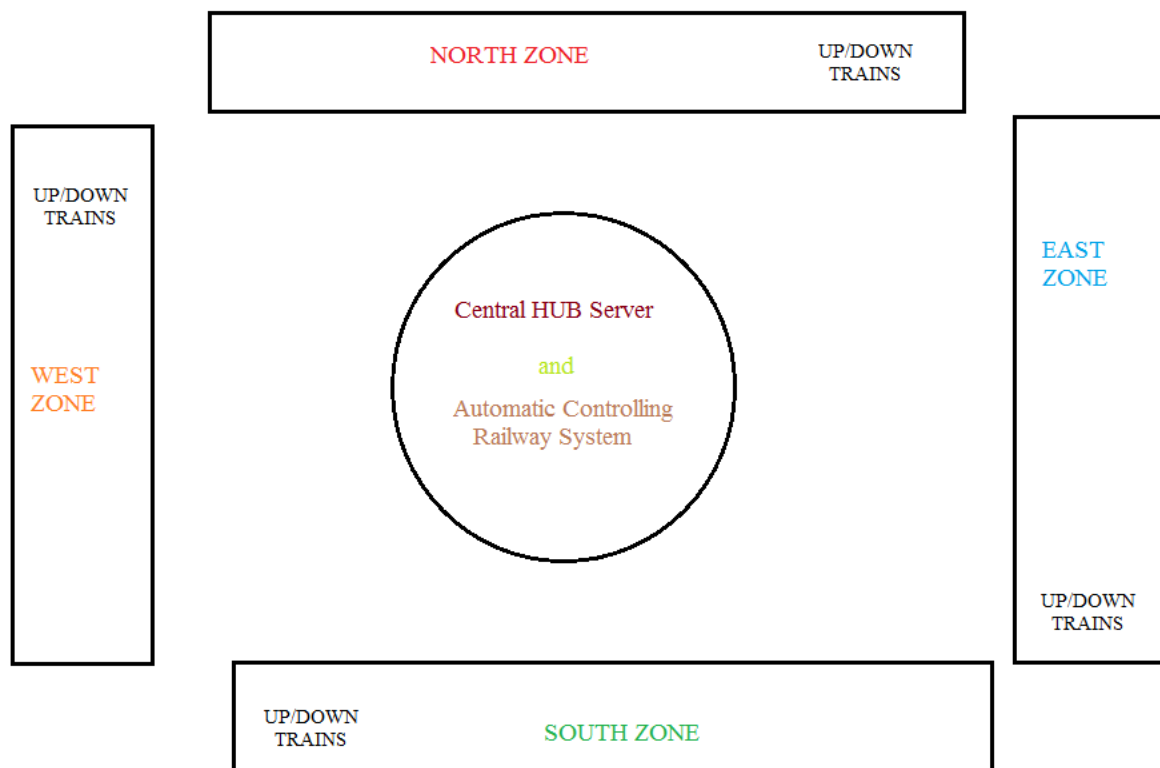 NORTH ZONE
UP/DOWN
TRAINS
UP/DOWN
TRAINS
WEST
ZONE
Central HUB Server
and
Automatic Controlling
Railway System
EAST
ZONE
UP/DOWN
TRAINS
UP/DOWN
TRAINS
SOUTH ZONE